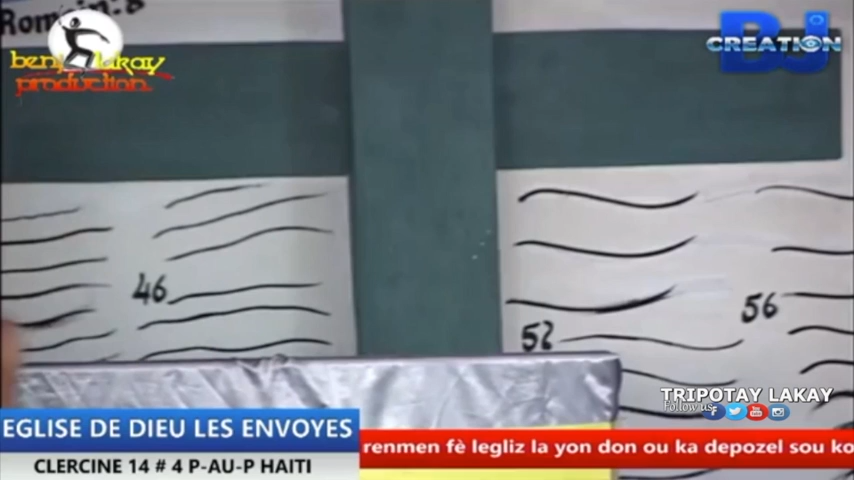 Romain:8
benj lakay
production
BJ
CREATION
46
52
56
TRIPOTAY LAKAY
Follow us
EGLISE DE DIEU LES ENVOYES
renmen fè legliz la yon don ou ka depozel sou ko
CLERCINE 14 # 4 P-AU-P HAITI